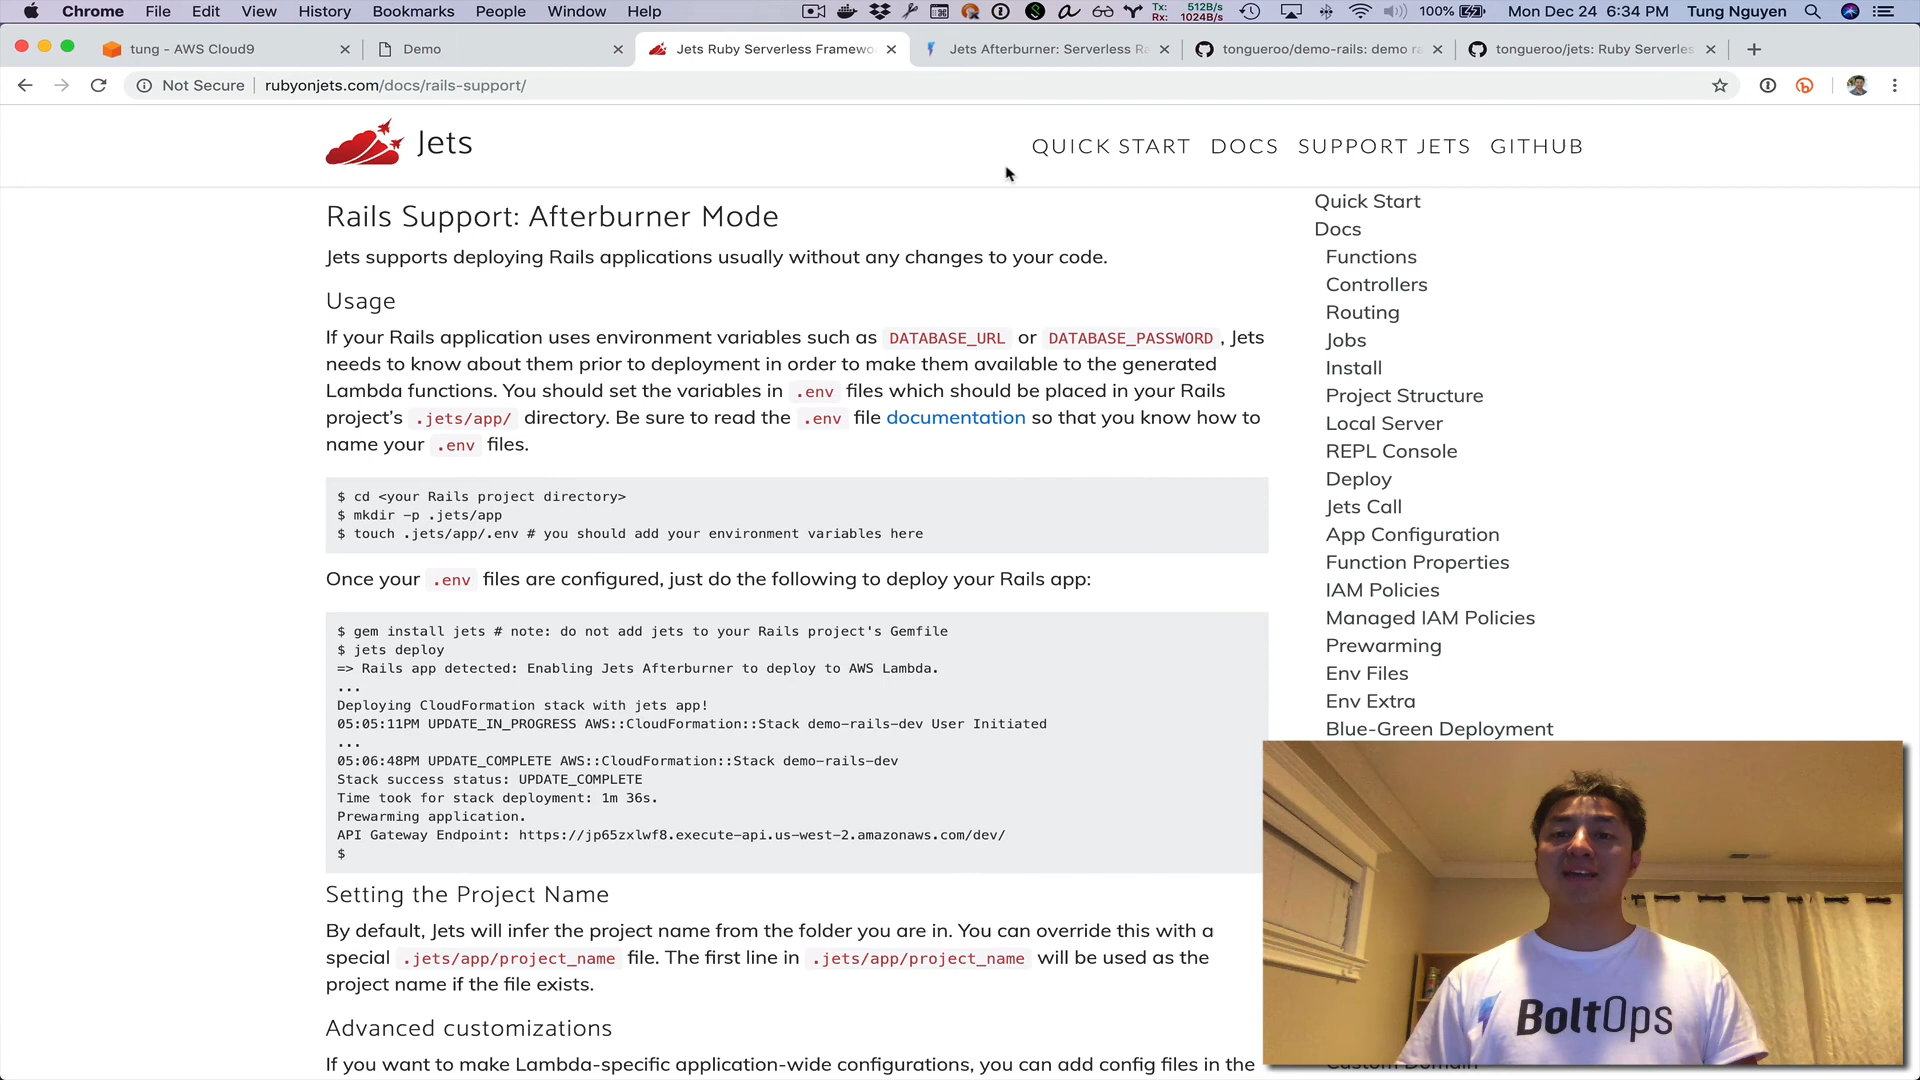 Chrome File Edit View History Bookmarks People Window Help
Tx: 512B/s
Rx: 1024B/s
100% Mon Dec 24 6:34 PM Tung Nguyen
tung - AWS Cloud9
Demo
Jets Ruby Serverless Framewo
Jets Afterburner: Serverless Ra
tongueroo/demo-rails: demo ra
tongueroo/jets: Ruby Serverles
Not Secure rubyonjets.com/docs/rails-support/
Jets
QUICK START DOCS SUPPORT JETS GITHUB
Rails Support: Afterburner Mode
Jets supports deploying Rails applications usually without any changes to your code.
Usage
If your Rails application uses environment variables such as DATABASE_URL or DATABASE_PASSWORD , Jets
needs to know about them prior to deployment in order to make them available to the generated
Lambda functions. You should set the variables in .env files which should be placed in your Rails
project's .jets/app/ directory. Be sure to read the .env file documentation so that you know how to
name your .env files.
$ cd <your Rails project directory>
$ mkdir -p .jets/app
$ touch .jets/app/.env # you should add your environment variables here
Once your .env files are configured, just do the following to deploy your Rails app:
$ gem install jets # note: do not add jets to your Rails project's Gemfile
$ jets deploy
=> Rails app detected: Enabling Jets Afterburner to deploy to AWS Lambda.
...
Deploying CloudFormation stack with jets app!
05:05:11PM UPDATE_IN_PROGRESS AWS::CloudFormation::Stack demo-rails-dev User Initiated
...
05:06:48PM UPDATE_COMPLETE AWS::CloudFormation::Stack demo-rails-dev
Stack success status: UPDATE_COMPLETE
Time took for stack deployment: 1m 36s.
Prewarming application.
API Gateway Endpoint: https://jp65zxlwf8.execute-api.us-west-2.amazonaws.com/dev/
$
Setting the Project Name
By default, Jets will infer the project name from the folder you are in. You can override this with a
special .jets/app/project_name file. The first line in .jets/app/project_name will be used as the
project name if the file exists.
Advanced customizations
If you want to make Lambda-specific application-wide configurations, you can add config files in the
Quick Start
Docs
Functions
Controllers
Routing
Jobs
Install
Project Structure
Local Server
REPL Console
Deploy
Jets Call
App Configuration
Function Properties
IAM Policies
Managed IAM Policies
Prewarming
Env Files
Env Extra
Blue-Green Deployment
Custom Domain
BoltOps